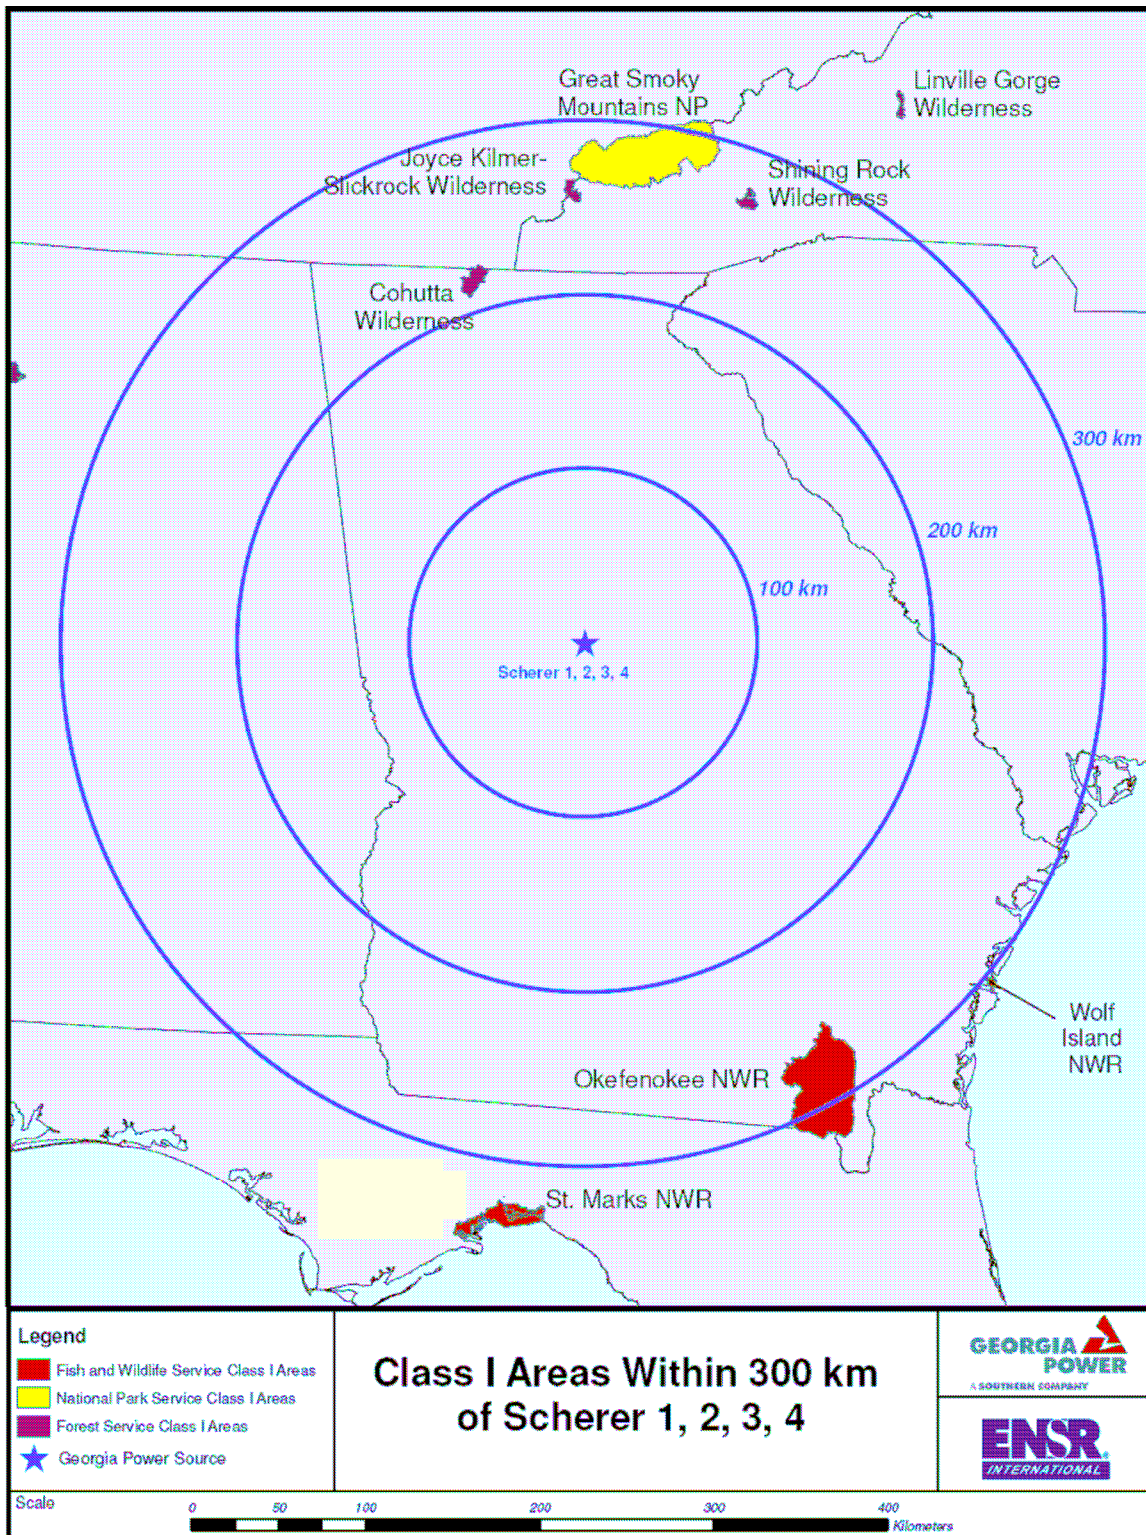 Great Smoky
Mountains NP
Linville Gorge
Wilderness
Joyce Kilmer-
Slickrock Wilderness
Shining Rock
Wilderness
Cohutta
Wilderness
300 km
200 km
100 km
Scherer 1, 2, 3, 4
Wolf
Island
NWR
Okefenokee NWR
St. Marks NWR
Legend
Fish and Wildlife Service Class I Areas
National Park Service Class I Areas
Forest Service Class I Areas
Georgia Power Source
Class I Areas Within 300 km
of Scherer 1, 2, 3, 4
GEORGIA
POWER
A SOUTHERN COMPANY
ENSR
INTERNATIONAL
Scale
0 50 100 200 300 400
Kilometers